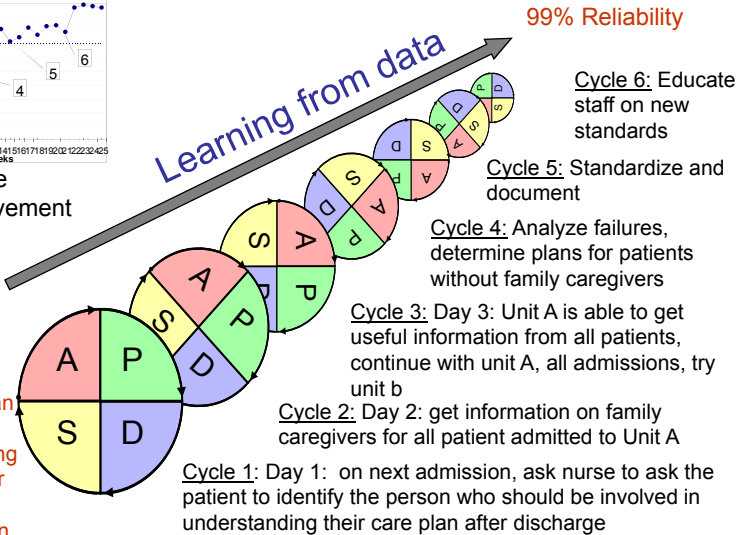 99% Reliability
Learning from data
6
5
4
1415161718192021222324 25
e
vement
Cycle 6: Educate
staff on new
standards
Cycle 5: Standardize and
document
Cycle 4: Analyze failures,
determine plans for patients
without family caregivers
Cycle 3: Day 3: Unit A is able to get
useful information from all patients,
continue with unit A, all admissions, try
unit b
Cycle 2: Day 2: get information on family
caregivers for all patient admitted to Unit A
Cycle 1: Day 1: on next admission, ask nurse to ask the
patient to identify the person who should be involved in
understanding their care plan after discharge
P D
A S
D S
P A
D S
P A
S A
D P
S A
D P
A P
S D
A P
S D
an
ng
r
n